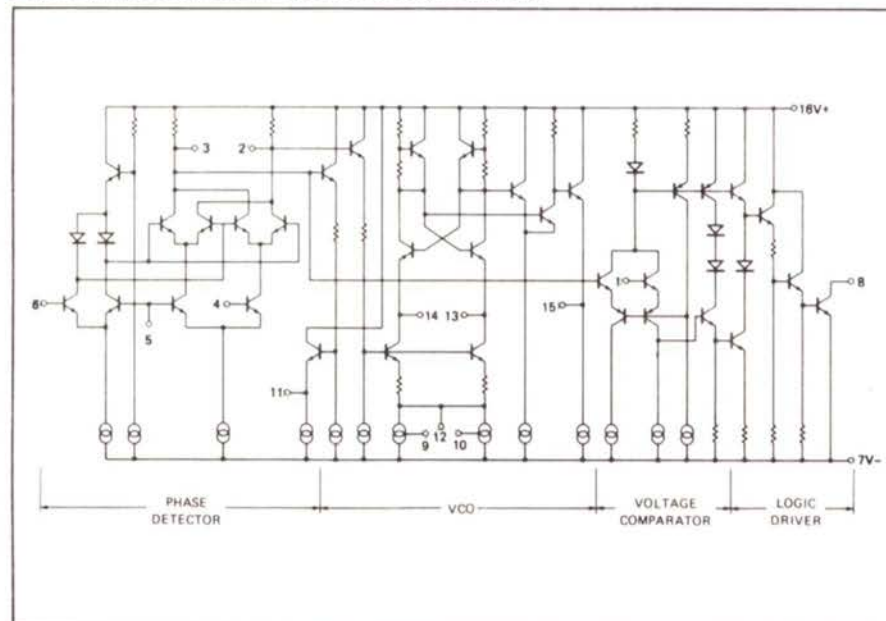 16V+
3
2
6
4
1
8
5
14
13
15
11
9
12
10
7V-
PHASE
DETECTOR
VCO
VOLTAGE
COMPARATOR
LOGIC
DRIVER